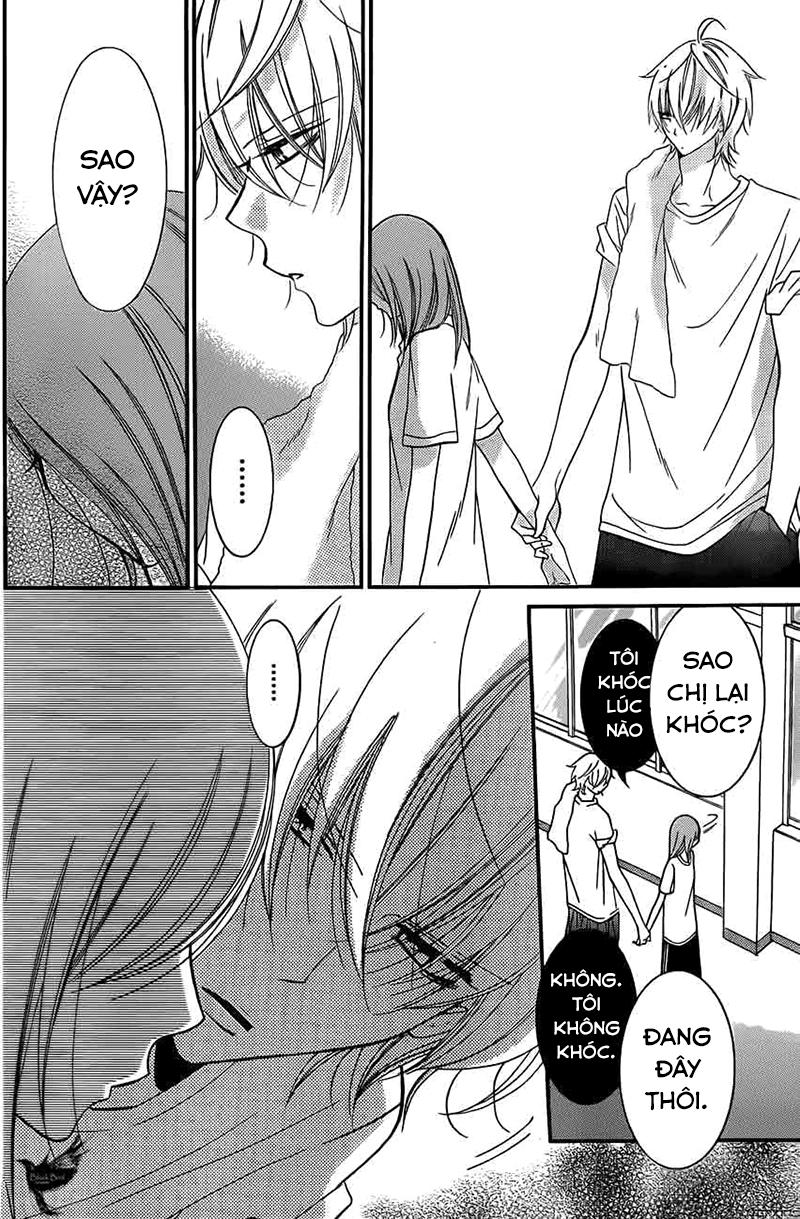 SAO
VẬY?
......
......
SAO
CHỊ LẠI
KHÓC?
TÔI
KHÓC
LÚC
NÀO
KHÔNG.
TÔI
KHÔNG
KHÓC.
ĐANG
ĐÂY
THÔI.